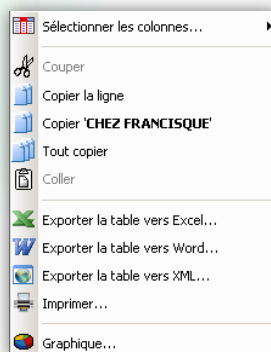 Sélectionner les colonnes...
Couper
Copier la ligne
Copier 'CHEZ FRANCISQUE'
Tout copier
Coller
Exporter la table vers Excel...
Exporter la table vers Word...
Exporter la table vers XML...
Imprimer...
Graphique...